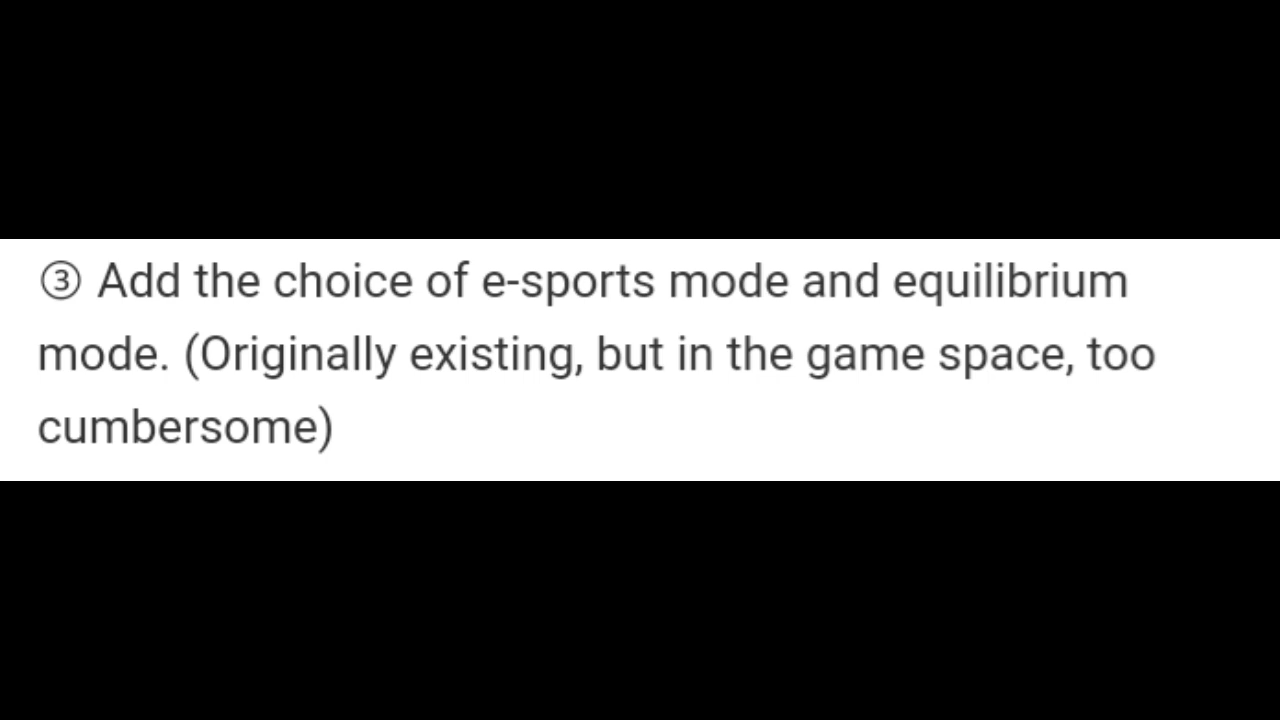 ③ Add the choice of e-sports mode and equilibrium
mode. (Originally existing, but in the game space, too
cumbersome)